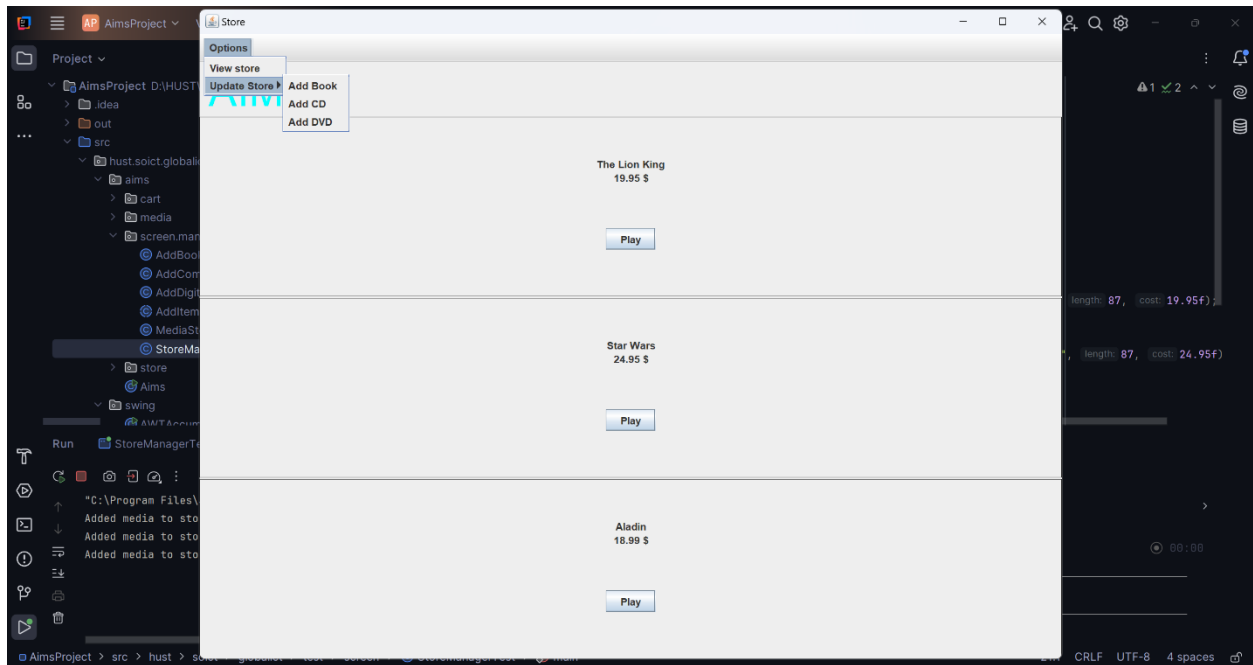 AP AimsProject
Store
Options
View store
Update Store
Add Book
Add CD
Add DVD
The Lion King
19.95 $
Play
Star Wars
24.95 $
Play
Aladin
18.99 $
Play
Project
AimsProject D:\HUST
.idea
out
src
hust.soict.globalic
aims
cart
media
screen.man
AddBool
AddCom
AddDigit
AddItem
MediaSt
StoreMa
store
Aims
swing
1 2
length: 87, cost: 19.95f);
, length: 87, cost: 24.95f)
Run StoreManagerTe
"C:\Program Files\
Added media to sto
Added media to sto
Added media to sto
00:00
AimsProject > src > hust >
CRLF UTF-8 4 spaces